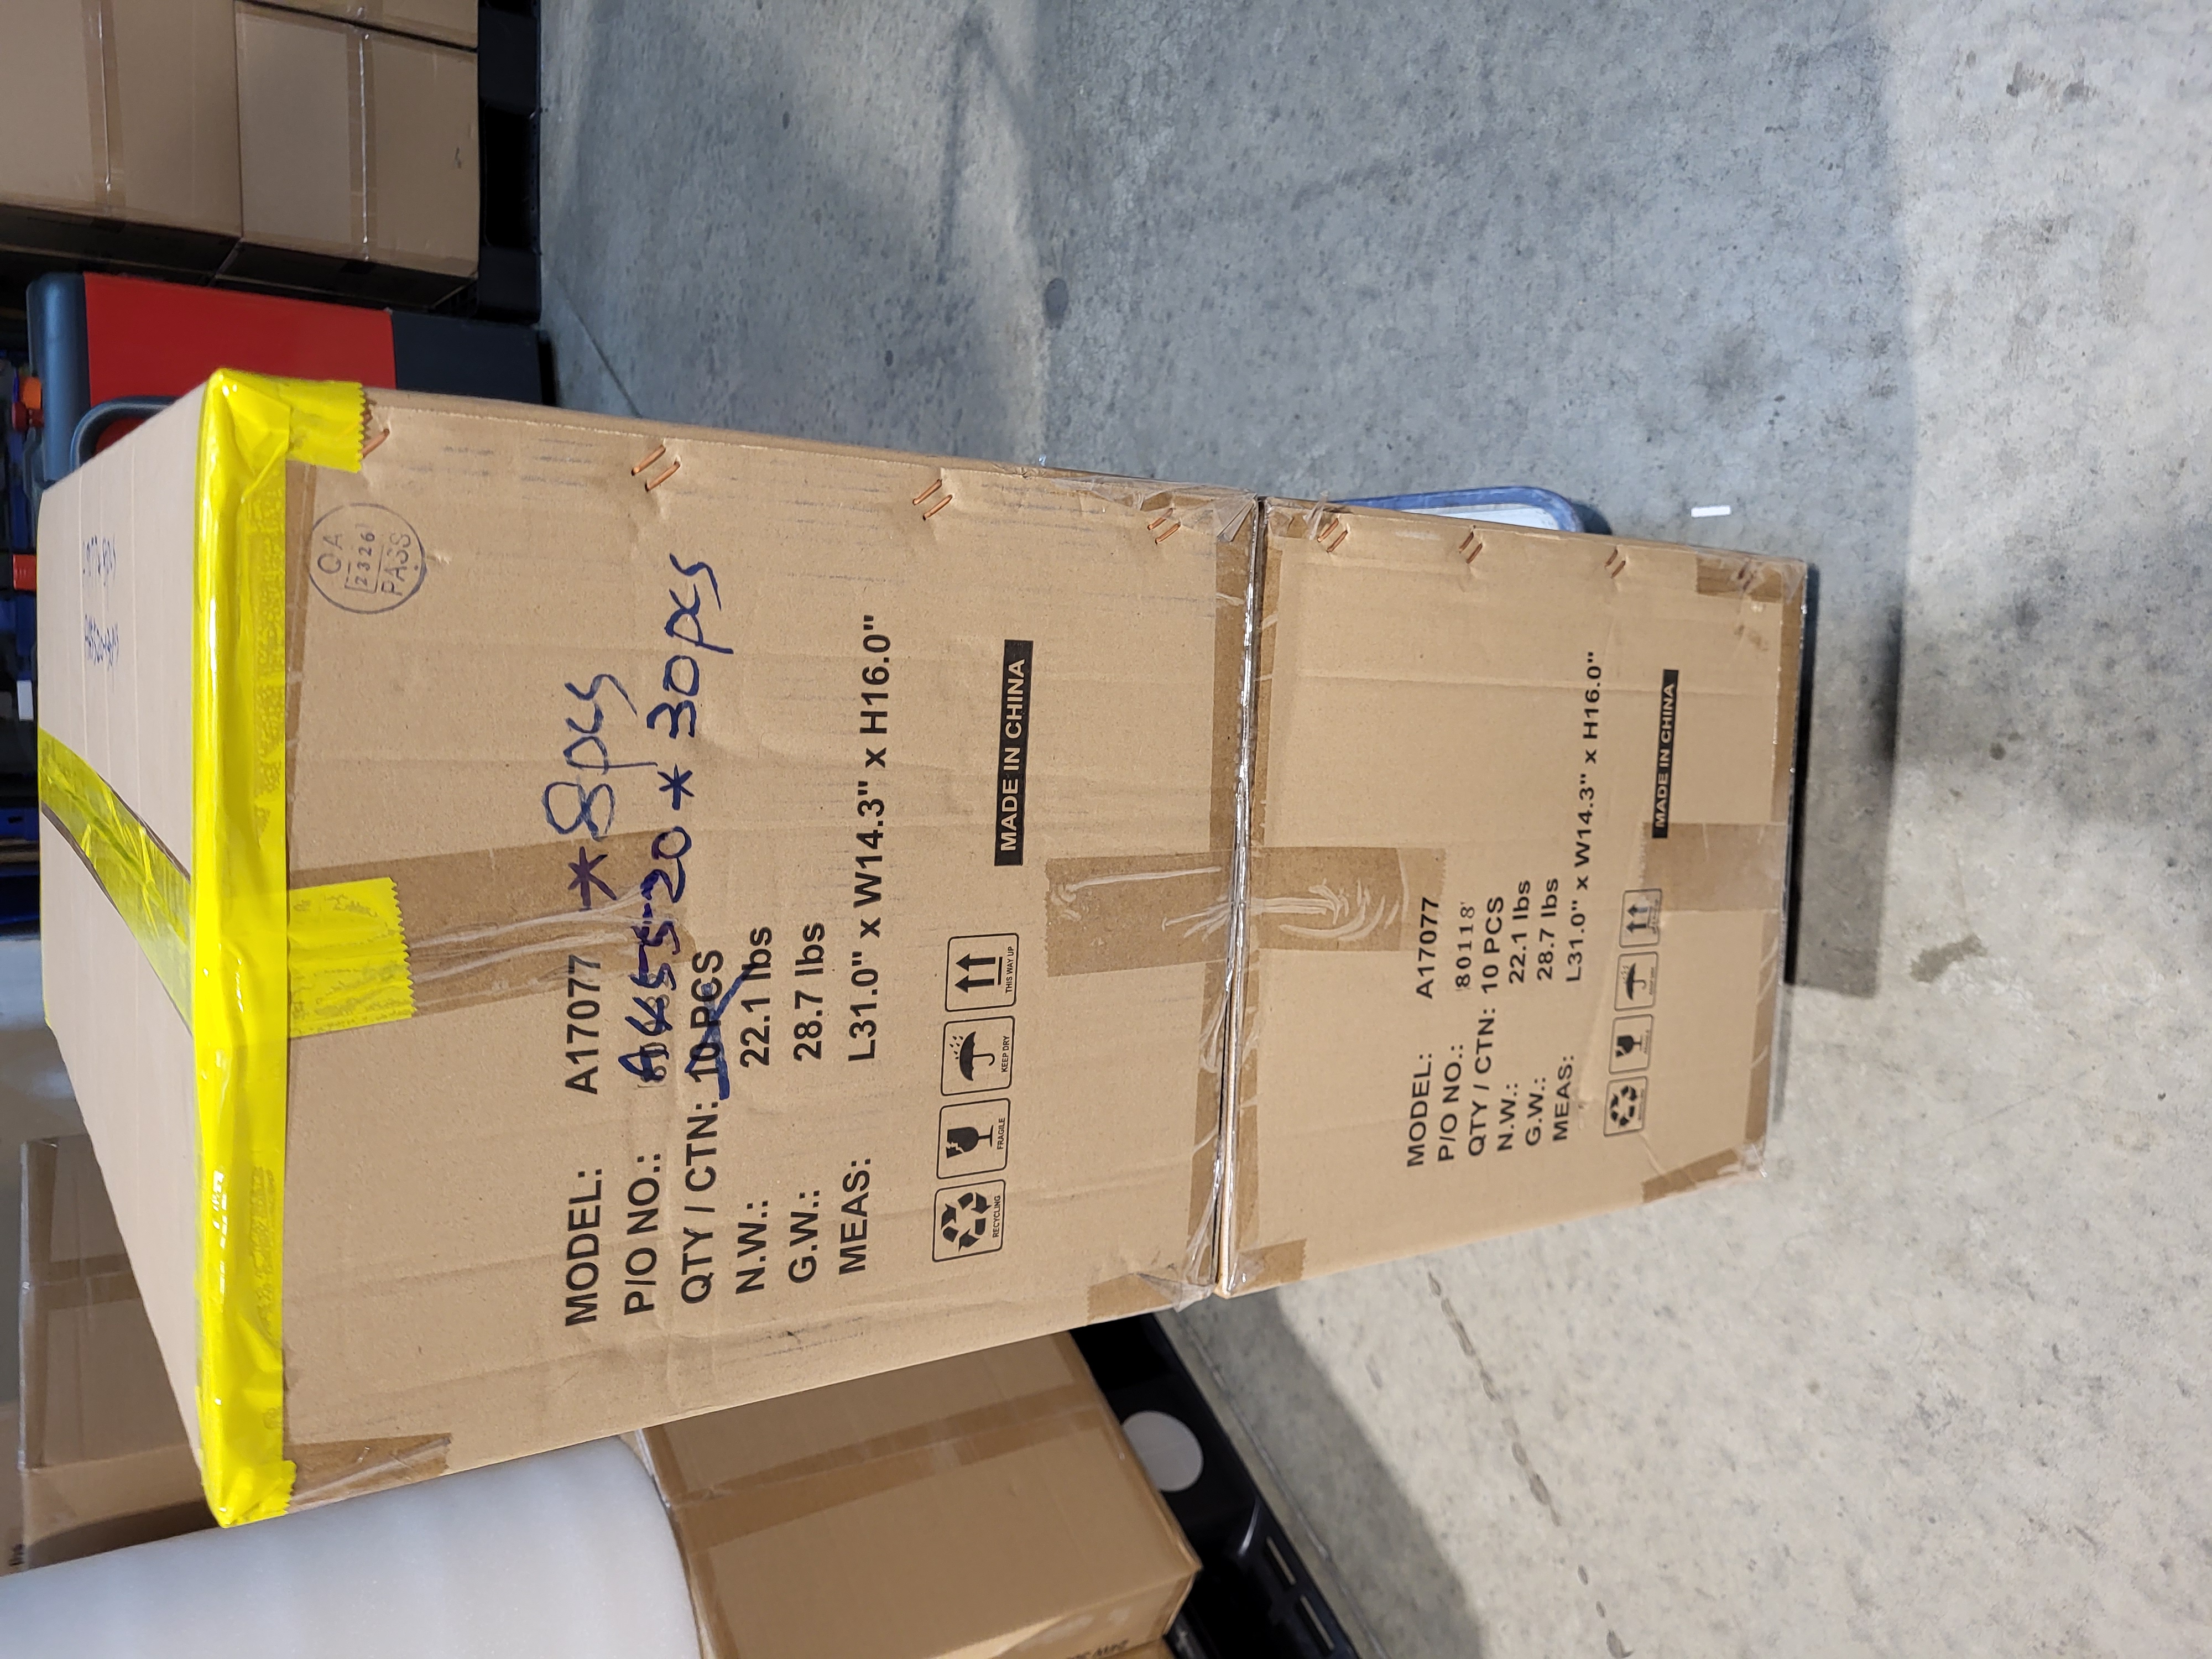 QA
23261
PASS
MODEL: A17077 *8pcs
P/O NO.: *30pcs
QTY / CTN: 10 PCS
N.W.: 22.1 lbs
G.W.: 28.7 lbs
MEAS: L31.0" x W14.3" x H16.0"
RECYCLING
FRAGILE
KEEP DRY
THIS WAY UP
MADE IN CHINA
MODEL: A17077
P/O NO.: 80118
QTY / CTN: 10 PCS
N.W.: 22.1 lbs
G.W.: 28.7 lbs
MEAS: L31.0" x W14.3" x H16.0"
MADE IN CHINA